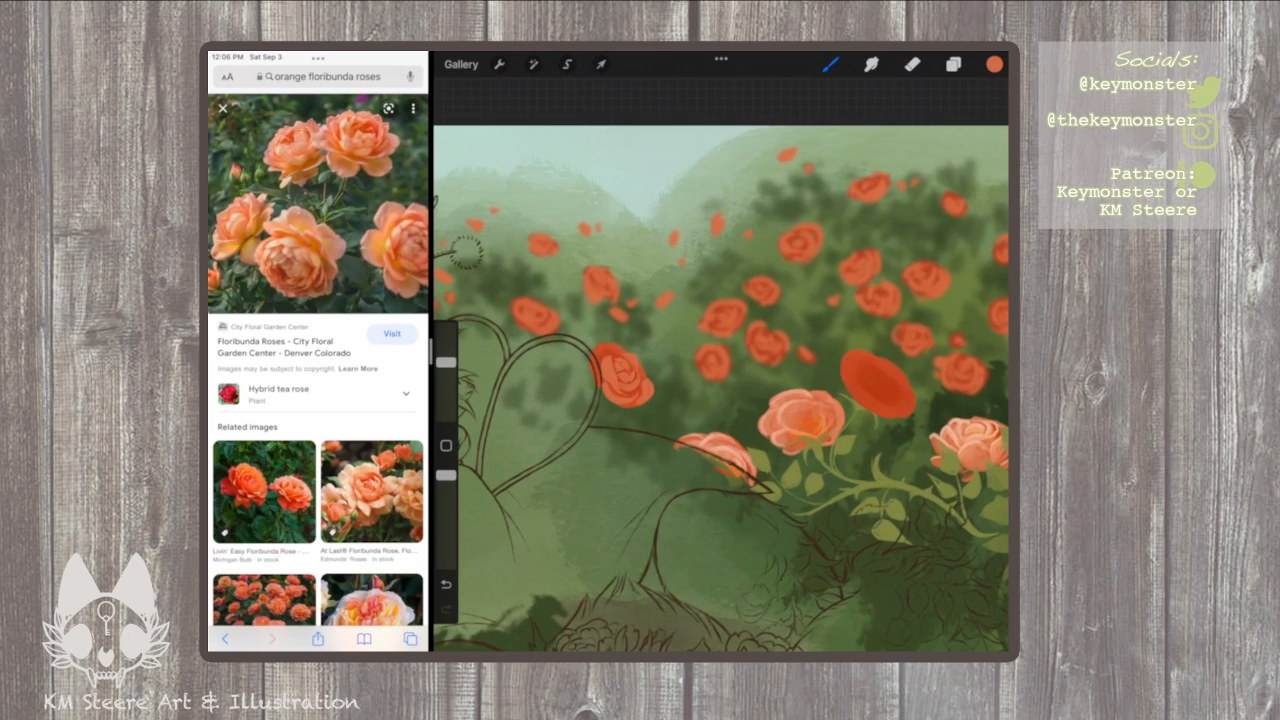 12:06 PM Sat Sep 3
AA
orange floribunda roses
City Floral Garden Center
Floribunda Roses - City Floral
Garden Center - Denver Colorado
Visit
Images may be subject to copyright. Learn More
Hybrid tea rose
Plant
Related images
Livin' Easy Floribunda Rose - ...
Michigan Bulb · In stock
At Last® Floribunda Rose, Flo...
Edmunds' Roses · In stock
Gallery
Socials:
@keymonster
@thekeymonster
Patreon:
Keymonster or
KM Steere
KM Steere Art & Illustration